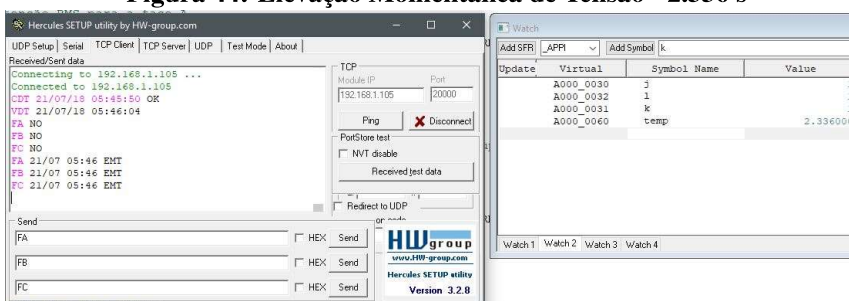 Figura 44: Elevação Momentânea de Tensão - 2.336 s
Hercules SETUP utility by HW-group.com
UDP Setup | Serial | TCP Client | TCP Server | UDP | Test Mode | About
Received/Sent data
Connecting to 192.168.1.105 ...
Connected to 192.168.1.105
CDT 21/07/18 05:45:50 OK
VDT 21/07/18 05:46:04
FA NO
FB NO
FC NO
FA 21/07 05:46 EMT
FB 21/07 05:46 EMT
FC 21/07 05:46 EMT
TCP
Module IP Port
192.168.1.105 20000
Ping Disconnect
PortStore test
NVT disable
Received test data
Redirect to UDP
Send
FA HEX Send
FB HEX Send
FC HEX Send
HWgroup
www.HW-group.com
Hercules SETUP utility
Version 3.2.8
Watch
Add SFR _APPI Add Symbol k
Update Virtual Symbol Name Value
A000_0030 j
A000_0032 l
A000_0031 k
A000_0060 temp 2.33600
Watch 1 Watch 2 Watch 3 Watch 4